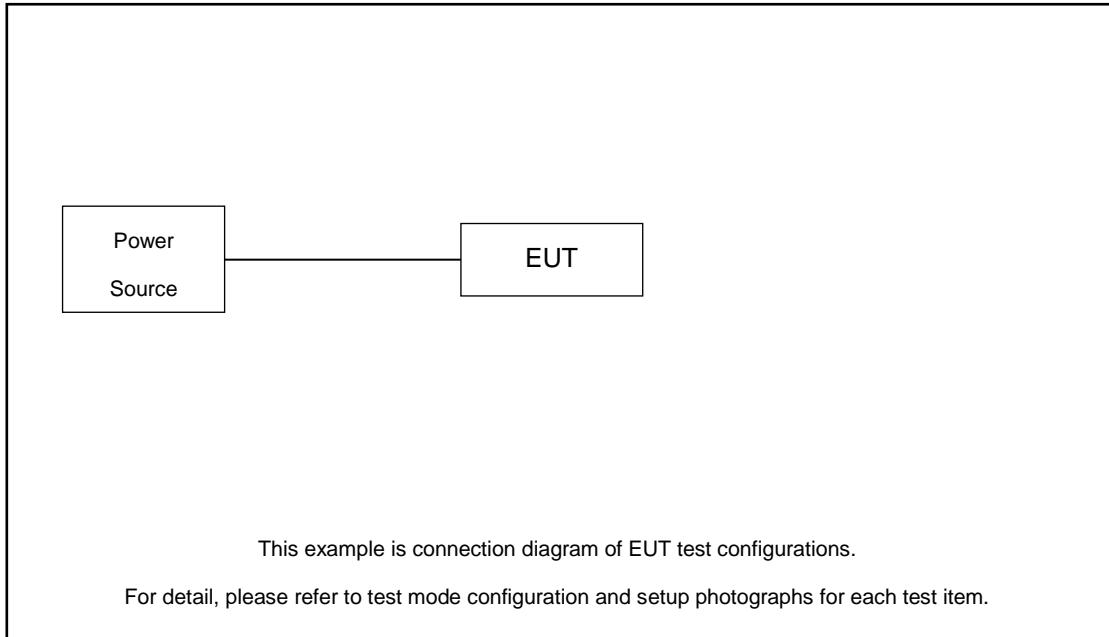 Power
Source
EUT
This example is connection diagram of EUT test configurations.
For detail, please refer to test mode configuration and setup photographs for each test item.